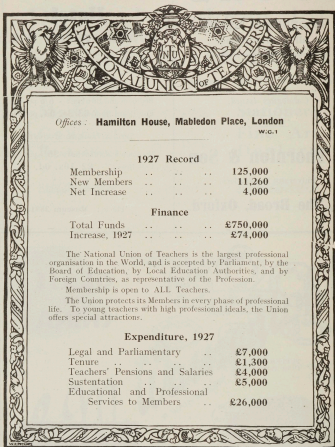 NATIONAL UNION OF TEACHERS
Offices : Hamilton House, Mabledon Place, London
W.C.1
1927 Record
Membership .. .. .. 125,000
New Members .. .. .. 11,260
Net Increase .. .. .. 4,000
Finance
Total Funds .. .. .. £750,000
Increase, 1927 .. .. .. £74,000
The National Union of Teachers is the largest professional
organisation in the World, and is accepted by Parliament, by the
Board of Education, by Local Education Authorities, and by
Foreign Countries, as representative of the Profession.
Membership is open to ALL Teachers.
The Union protects its Members in every phase of professional
life. To young teachers with high professional ideals, the Union
offers special attractions.
Expenditure, 1927
Legal and Parliamentary .. £7,000
Tenure .. .. .. £1,300
Teachers' Pensions and Salaries £4,000
Sustentation .. .. .. £5,000
Educational and Professional
Services to Members .. £26,000